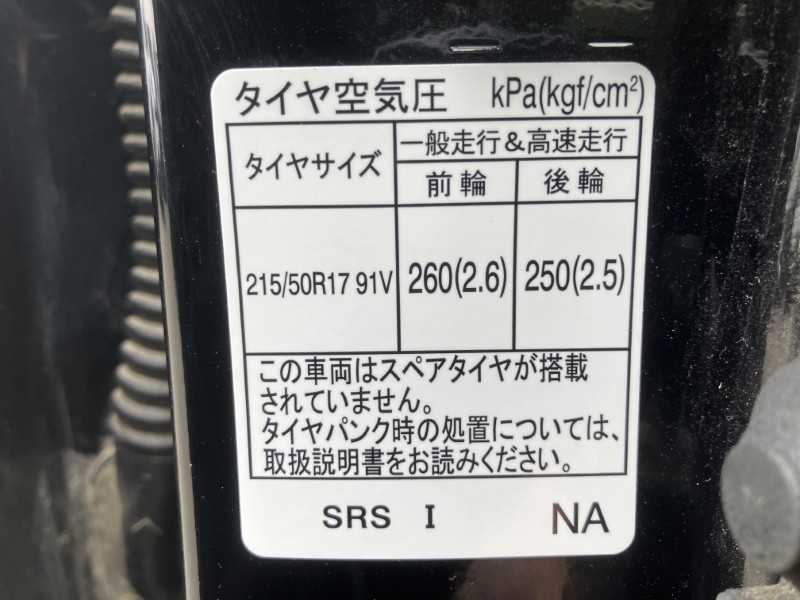 タイヤ空気圧 kPa(kgf/cm²)
タイヤサイズ
一般走行&高速走行
前輪 後輪
215/50R17 91V 260(2.6) 250(2.5)
この車両はスペアタイヤが搭載
されていません。
タイヤパンク時の処置については、
取扱説明書をお読みください。
SRS I NA